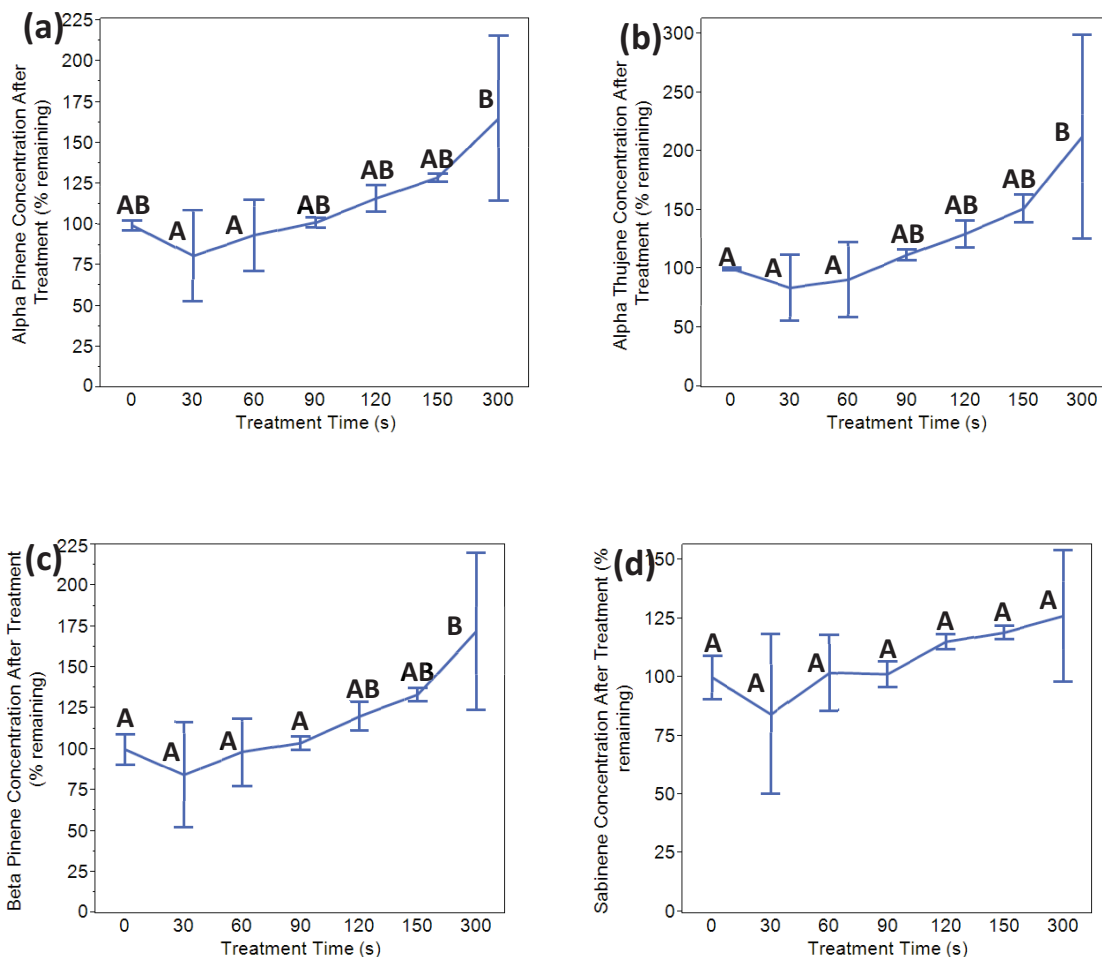 (a)
Alpha Pinene Concentration After
Treatment (% remaining)
225
200
175
150
125
100
75
50
25
0
AB
A
A
AB
AB
AB
B
0 30 60 90 120 150 300
Treatment Time (s)
(b)
Alpha Thujene Concentration After
Treatment (% remaining)
300
250
200
150
100
50
0
A
A
A
AB
AB
AB
B
0 30 60 90 120 150 300
Treatment Time (s)
(c)
Beta Pinene Concentration After Treatment
(% remaining)
225
200
175
150
125
100
75
50
25
0
A
A
A
A
AB
AB
B
0 30 60 90 120 150 300
Treatment Time (s)
(d)
Sabinene Concentration After Treatment (%
remaining)
150
125
100
75
50
25
0
A
A
A
A
A
A
A
0 30 60 90 120 150 300
Treatment Time (s)